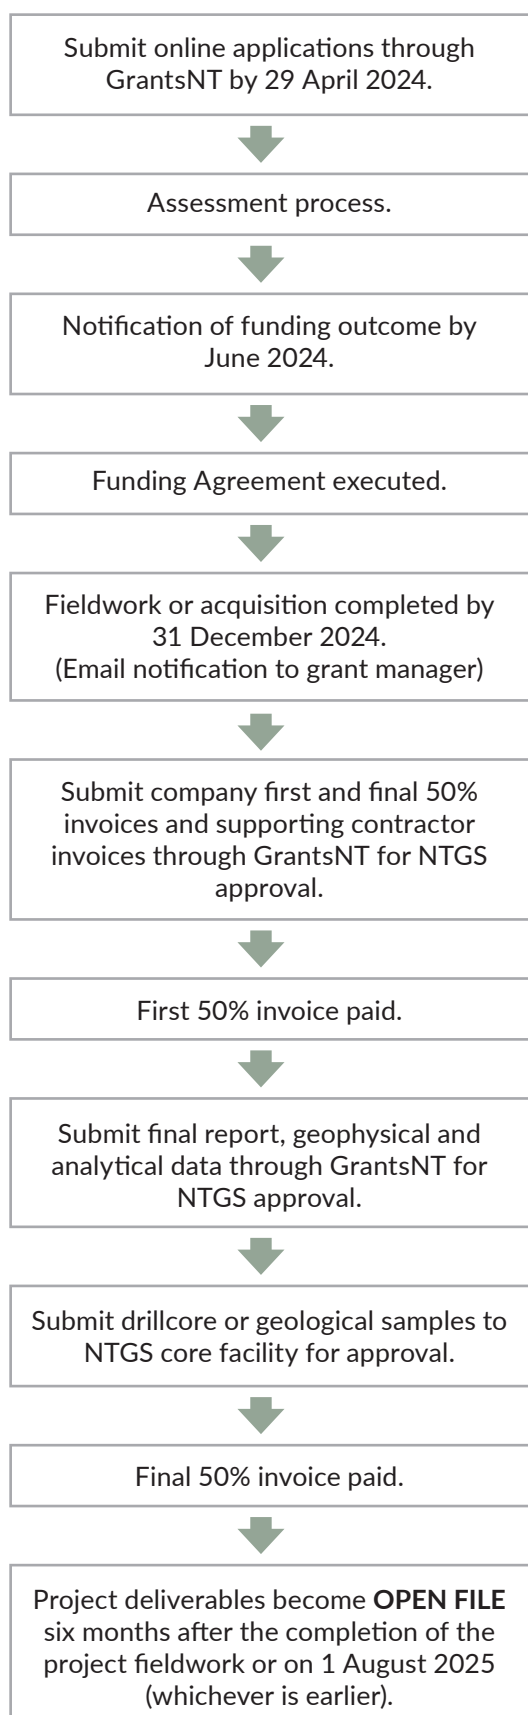 Submit online applications through
GrantsNT by 29 April 2024.
Assessment process.
Notification of funding outcome by
June 2024.
Funding Agreement executed.
Fieldwork or acquisition completed by
31 December 2024.
(Email notification to grant manager)
Submit company first and final 50%
invoices and supporting contractor
invoices through GrantsNT for NTGS
approval.
First 50% invoice paid.
Submit final report, geophysical and
analytical data through GrantsNT for
NTGS approval.
Submit drillcore or geological samples to
NTGS core facility for approval.
Final 50% invoice paid.
Project deliverables become OPEN FILE
six months after the completion of the
project fieldwork or on 1 August 2025
(whichever is earlier).